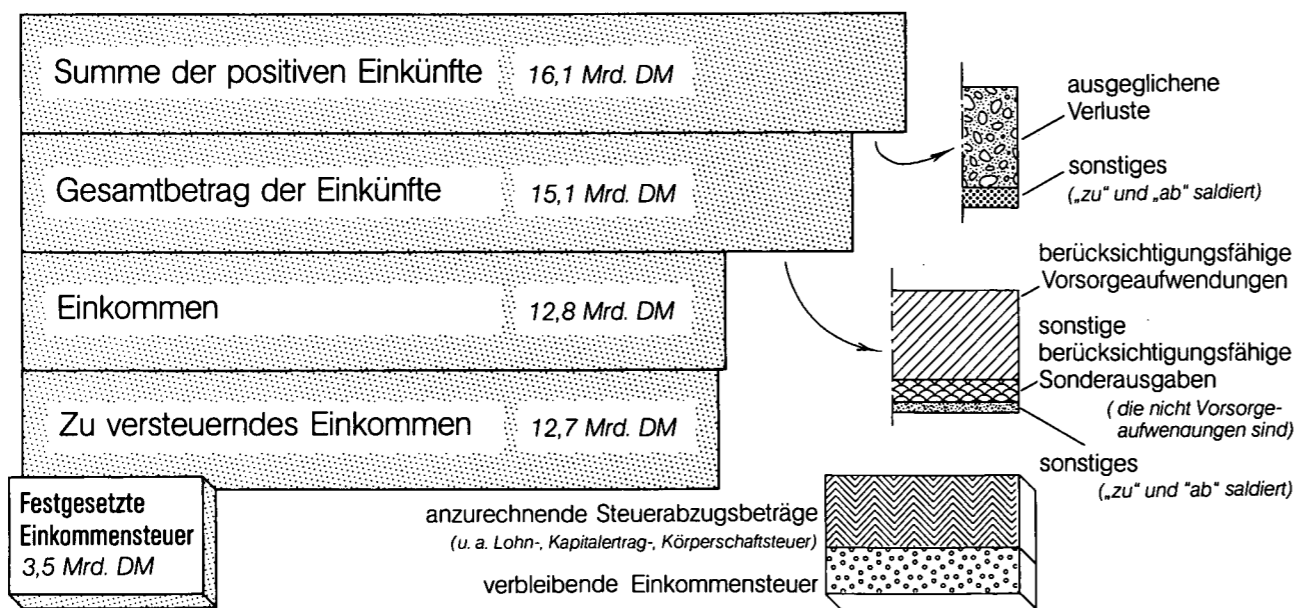 Summe der positiven Einkünfte 16,1 Mrd. DM
ausgeglichene
Verluste
sonstiges
(„zu“ und „ab“ saldiert)
Gesamtbetrag der Einkünfte 15,1 Mrd. DM
berücksichtigungsfähige
Vorsorgeaufwendungen
Einkommen 12,8 Mrd. DM
sonstige
berücksichtigungsfähige
Sonderausgaben
(die nicht Vorsorge-
aufwendungen sind)
Zu versteuerndes Einkommen 12,7 Mrd. DM
sonstiges
(„zu“ und "ab" saldiert)
Festgesetzte
Einkommensteuer
3,5 Mrd. DM
anzurechnende Steuerabzugsbeträge
(u. a. Lohn-, Kapitalertrag-, Körperschaftsteuer)
verbleibende Einkommensteuer